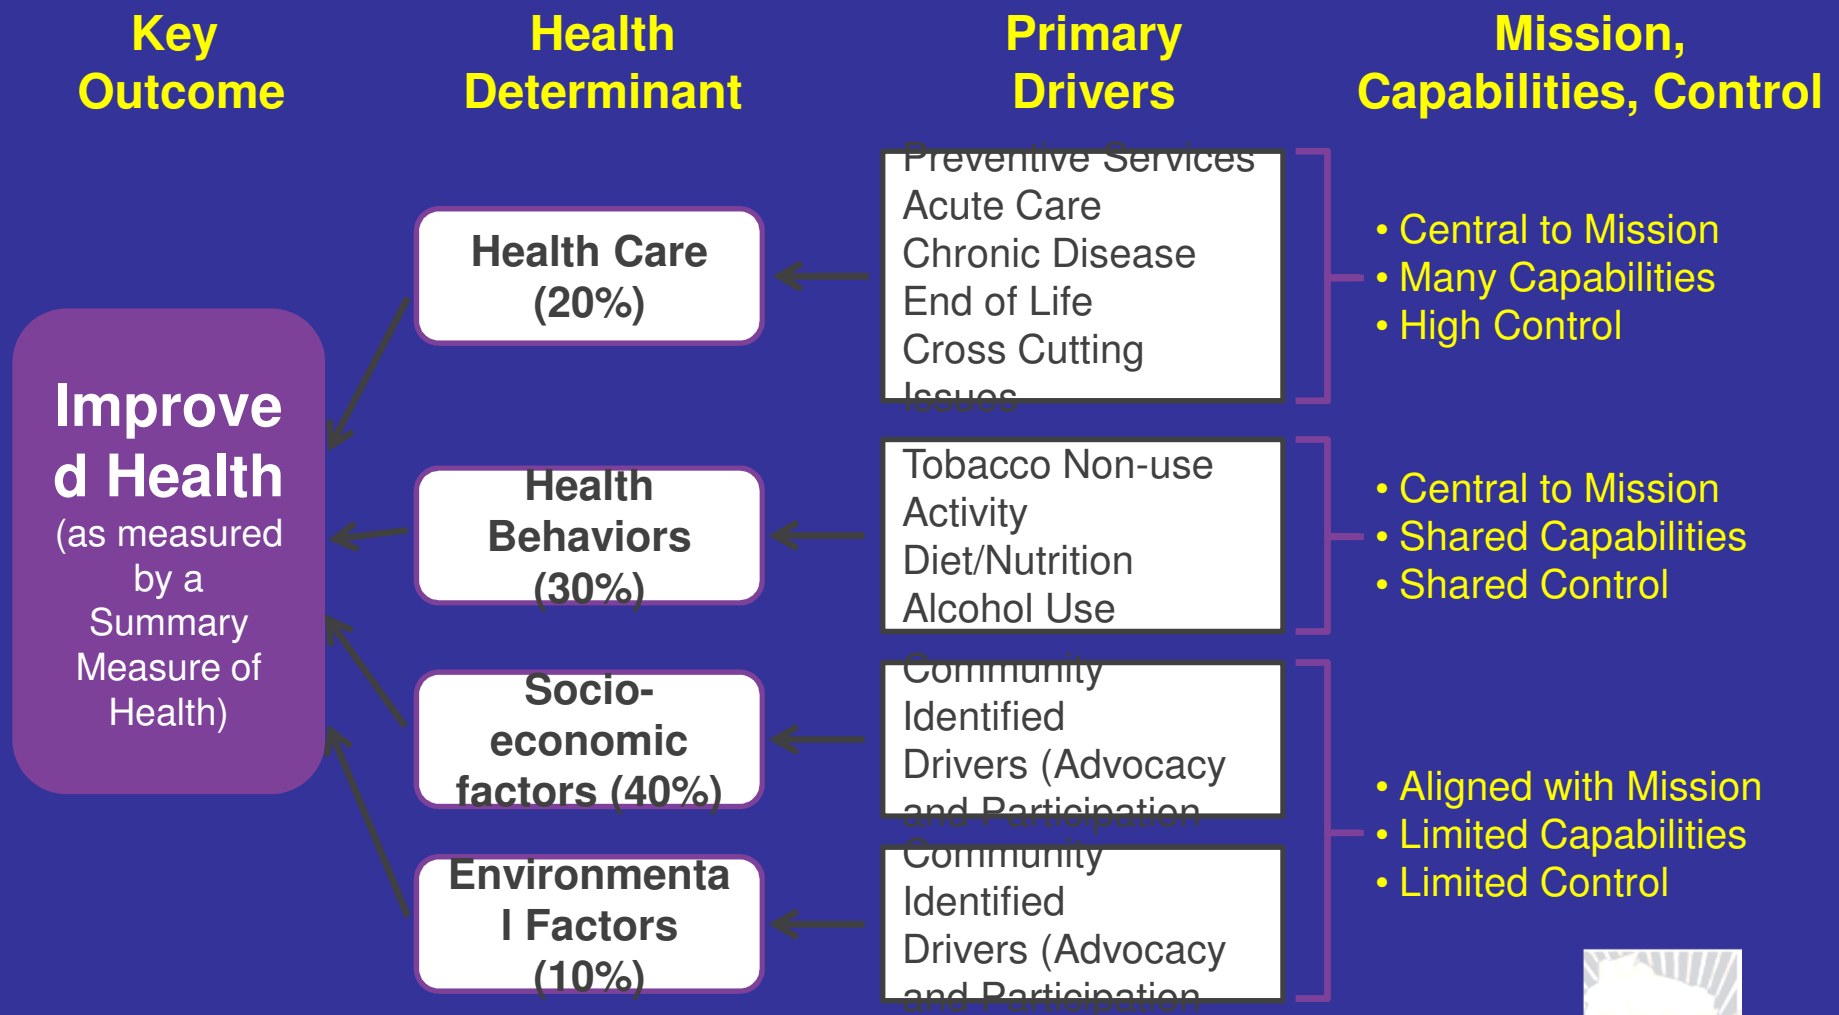 Key
Outcome
Health
Determinant
Primary
Drivers
Mission,
Capabilities, Control
Improve
d Health
(as measured
by a
Summary
Measure of
Health)
Health Care
(20%)
Health
Behaviors
(30%)
Socio-
economic
factors (40%)
Environmenta
l Factors
(10%)
Preventive Services
Acute Care
Chronic Disease
End of Life
Cross Cutting
Issues
Tobacco Non-use
Activity
Diet/Nutrition
Alcohol Use
Community
Identified
Drivers (Advocacy
and Participation
Community
Identified
Drivers (Advocacy
and Participation
• Central to Mission
• Many Capabilities
• High Control
• Central to Mission
• Shared Capabilities
• Shared Control
• Aligned with Mission
• Limited Capabilities
• Limited Control